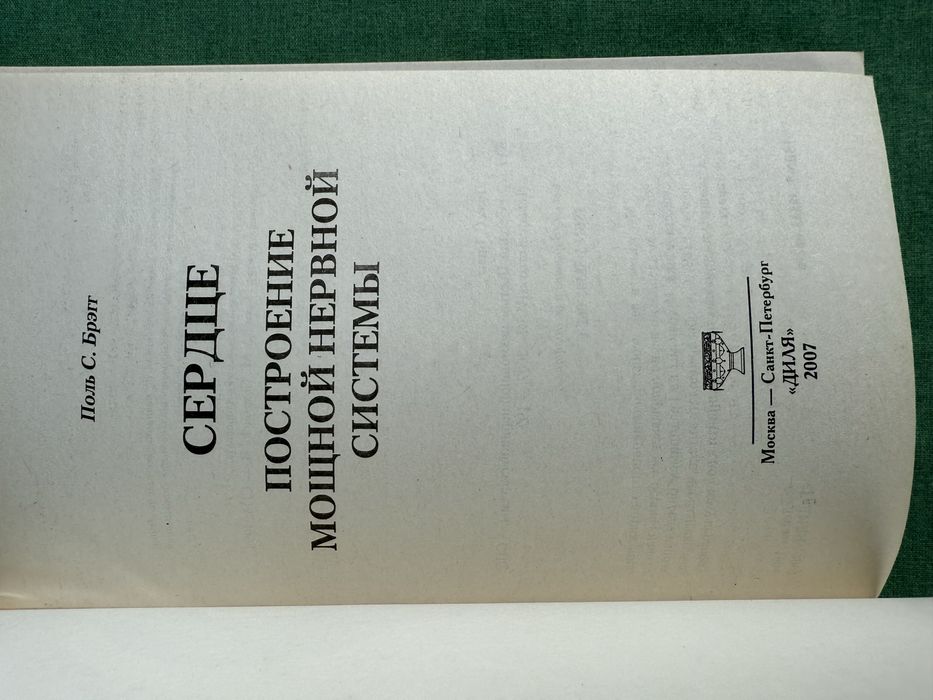 Поль С. Брэгг
СЕРДЦЕ
ПОСТРОЕНИЕ
МОЩНОЙ НЕРВНОЙ
СИСТЕМЫ
Москва — Санкт-Петербург
«ДИЛЯ»
2007